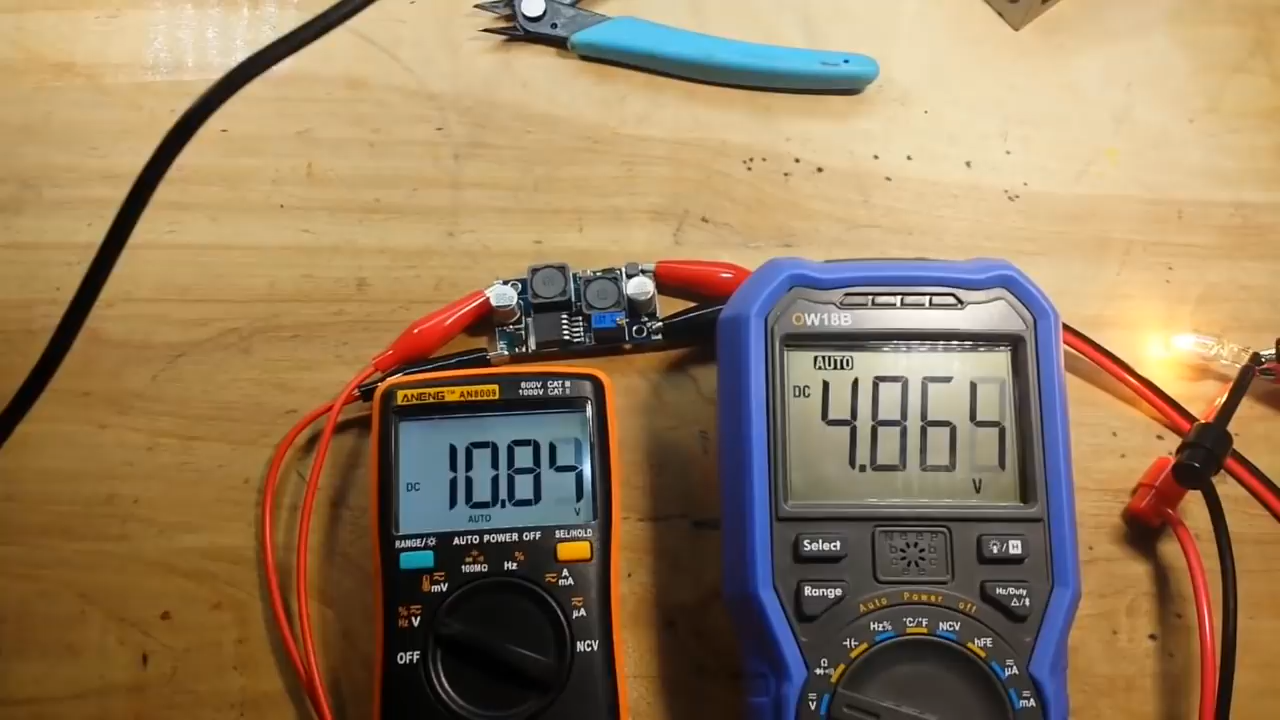 ANENG™ AN8009
600V CAT III
1000V CAT II
DC
10.84
AUTO
V
RANGE/
AUTO POWER OFF
SEL/HOLD
100MΩ
Hz
%
A
mA
mV
μA
%
Hz V
NCV
OFF
OW18B
AUTO
DC
4.864
V
Select
N e P
b c b
e e
H
Range
Auto Power off
Hz/Duty
Δ/$
Hz%
°C/°F
NCV
hFE
Ω
μA
V
mA